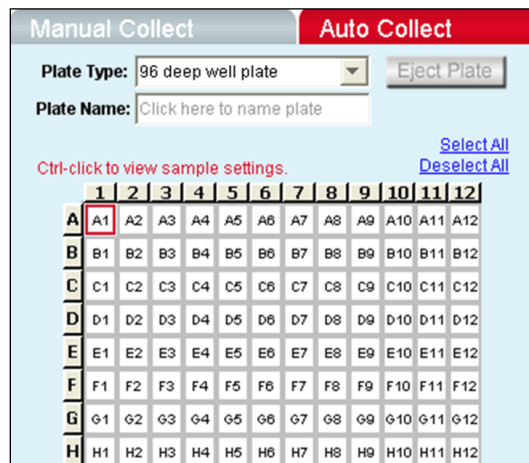 Manual Collect Auto Collect
Plate Type: 96 deep well plate Eject Plate
Plate Name: Click here to name plate
Select All
Ctrl-click to view sample settings. Deselect All
1 2 3 4 5 6 7 8 9 10 11 12
A A1 A2 A3 A4 A5 A6 A7 A8 A9 A10 A11 A12
B B1 B2 B3 B4 B5 B6 B7 B8 B9 B10 B11 B12
C C1 C2 C3 C4 C5 C6 C7 C8 C9 C10 C11 C12
D D1 D2 D3 D4 D5 D6 D7 D8 D9 D10 D11 D12
E E1 E2 E3 E4 E5 E6 E7 E8 E9 E10 E11 E12
F F1 F2 F3 F4 F5 F6 F7 F8 F9 F10 F11 F12
G G1 G2 G3 G4 G5 G6 G7 G8 G9 G10 G11 G12
H H1 H2 H3 H4 H5 H6 H7 H8 H9 H10 H11 H12